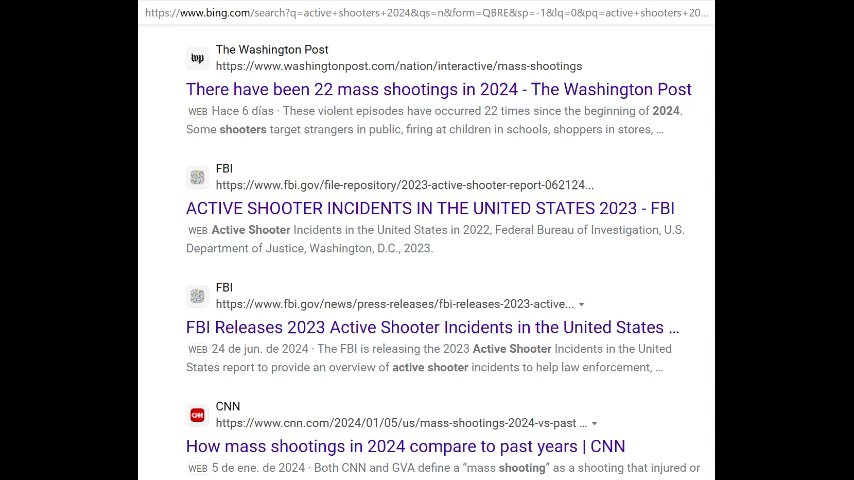 https://www.bing.com/search?q=active+shooters+2024&qs=n&form=QBRE&sp=-1&lq=0&pq=active+shooters+20...
The Washington Post
https://www.washingtonpost.com/nation/interactive/mass-shootings
There have been 22 mass shootings in 2024 - The Washington Post
WEB Hace 6 días · These violent episodes have occurred 22 times since the beginning of 2024.
Some shooters target strangers in public, firing at children in schools, shoppers in stores, ...
FBI
https://www.fbi.gov/file-repository/2023-active-shooter-report-062124...
ACTIVE SHOOTER INCIDENTS IN THE UNITED STATES 2023 - FBI
WEB Active Shooter Incidents in the United States in 2022, Federal Bureau of Investigation, U.S.
Department of Justice, Washington, D.C., 2023.
FBI
https://www.fbi.gov/news/press-releases/fbi-releases-2023-active...
FBI Releases 2023 Active Shooter Incidents in the United States ...
WEB 24 de jun. de 2024 · The FBI is releasing the 2023 Active Shooter Incidents in the United
States report to provide an overview of active shooter incidents to help law enforcement, ...
CNN
https://www.cnn.com/2024/01/05/us/mass-shootings-2024-vs-past ...
How mass shootings in 2024 compare to past years | CNN
WEB 5 de ene. de 2024 · Both CNN and GVA define a “mass shooting” as a shooting that injured or